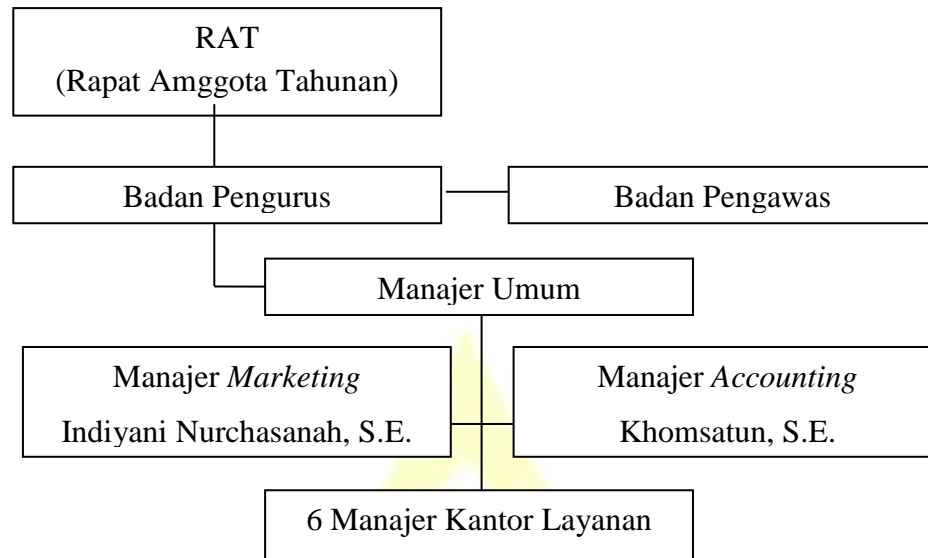 RAT
(Rapat Amggota Tahunan)
Badan Pengurus
Badan Pengawas
Manajer Umum
Manajer Marketing
Indiyani Nurchasanah, S.E.
Manajer Accounting
Khomsatun, S.E.
6 Manajer Kantor Layanan